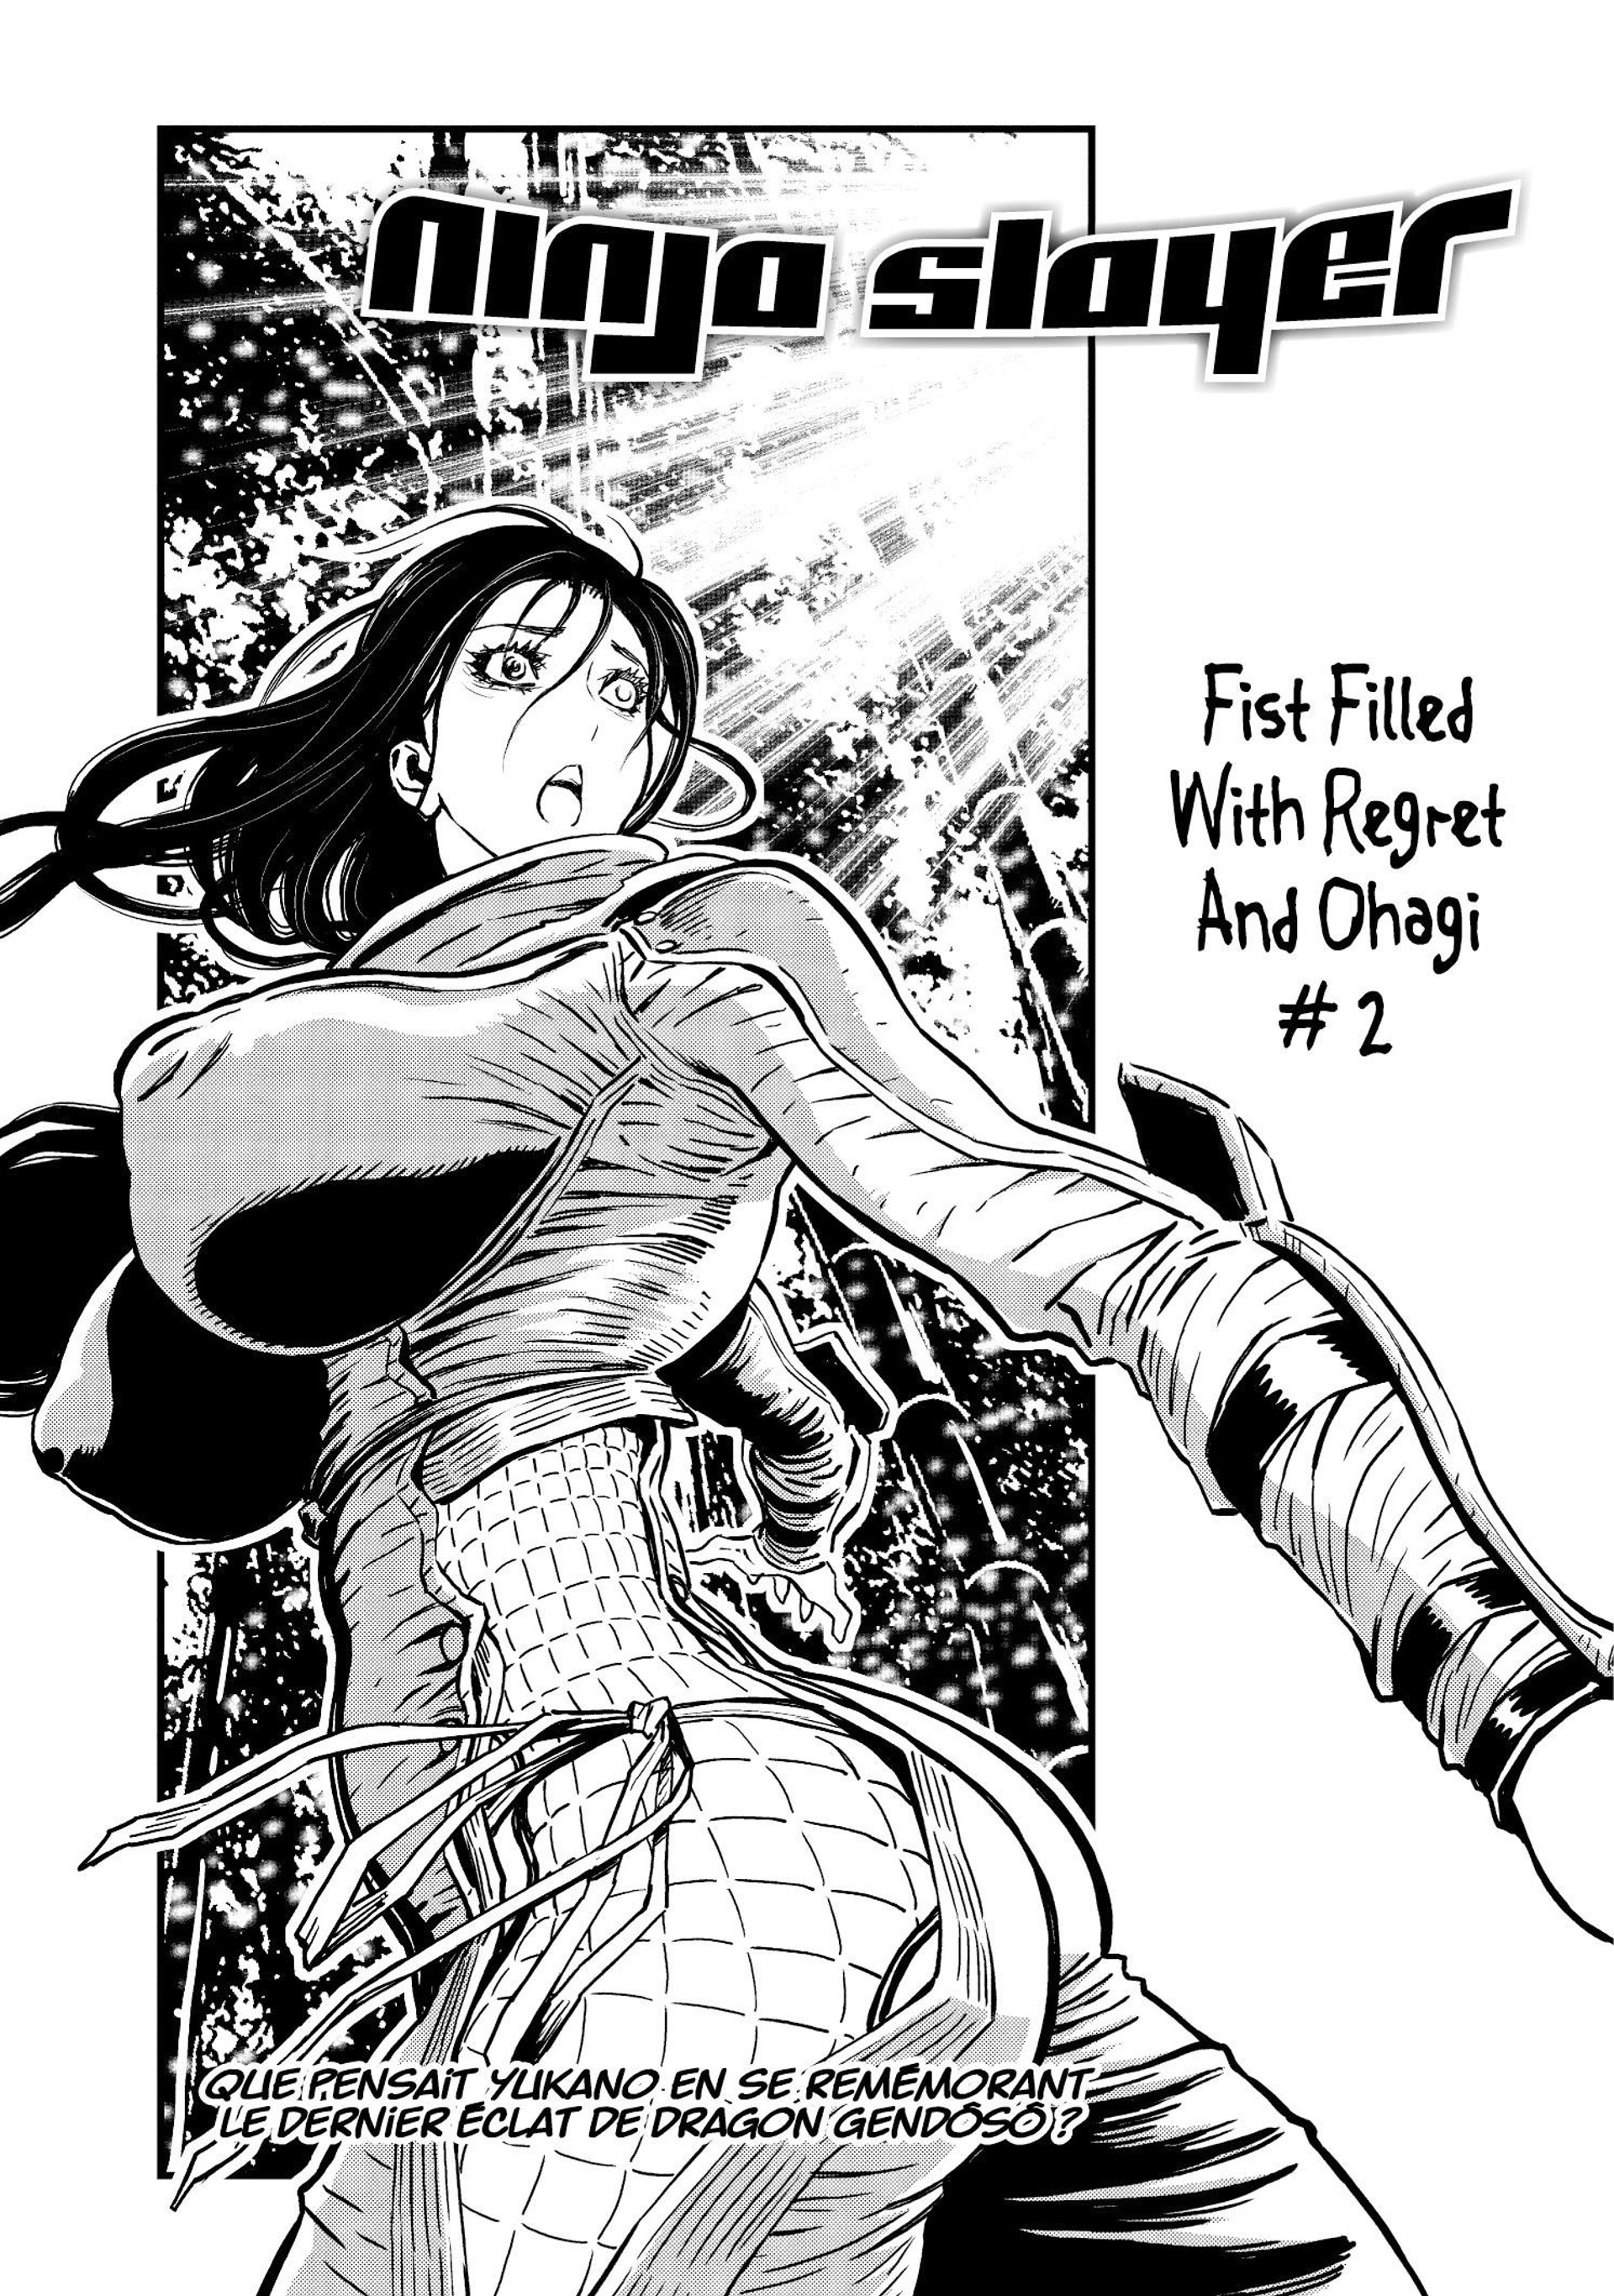 Ninja slayer
Fist Filled
With Regret
And Ohagi
# 2
QUE PENSAIT YUKANO EN SE REMÉMORANT
LE DERNIER ÉCLAT DE DRAGON GENDÔSÔ ?